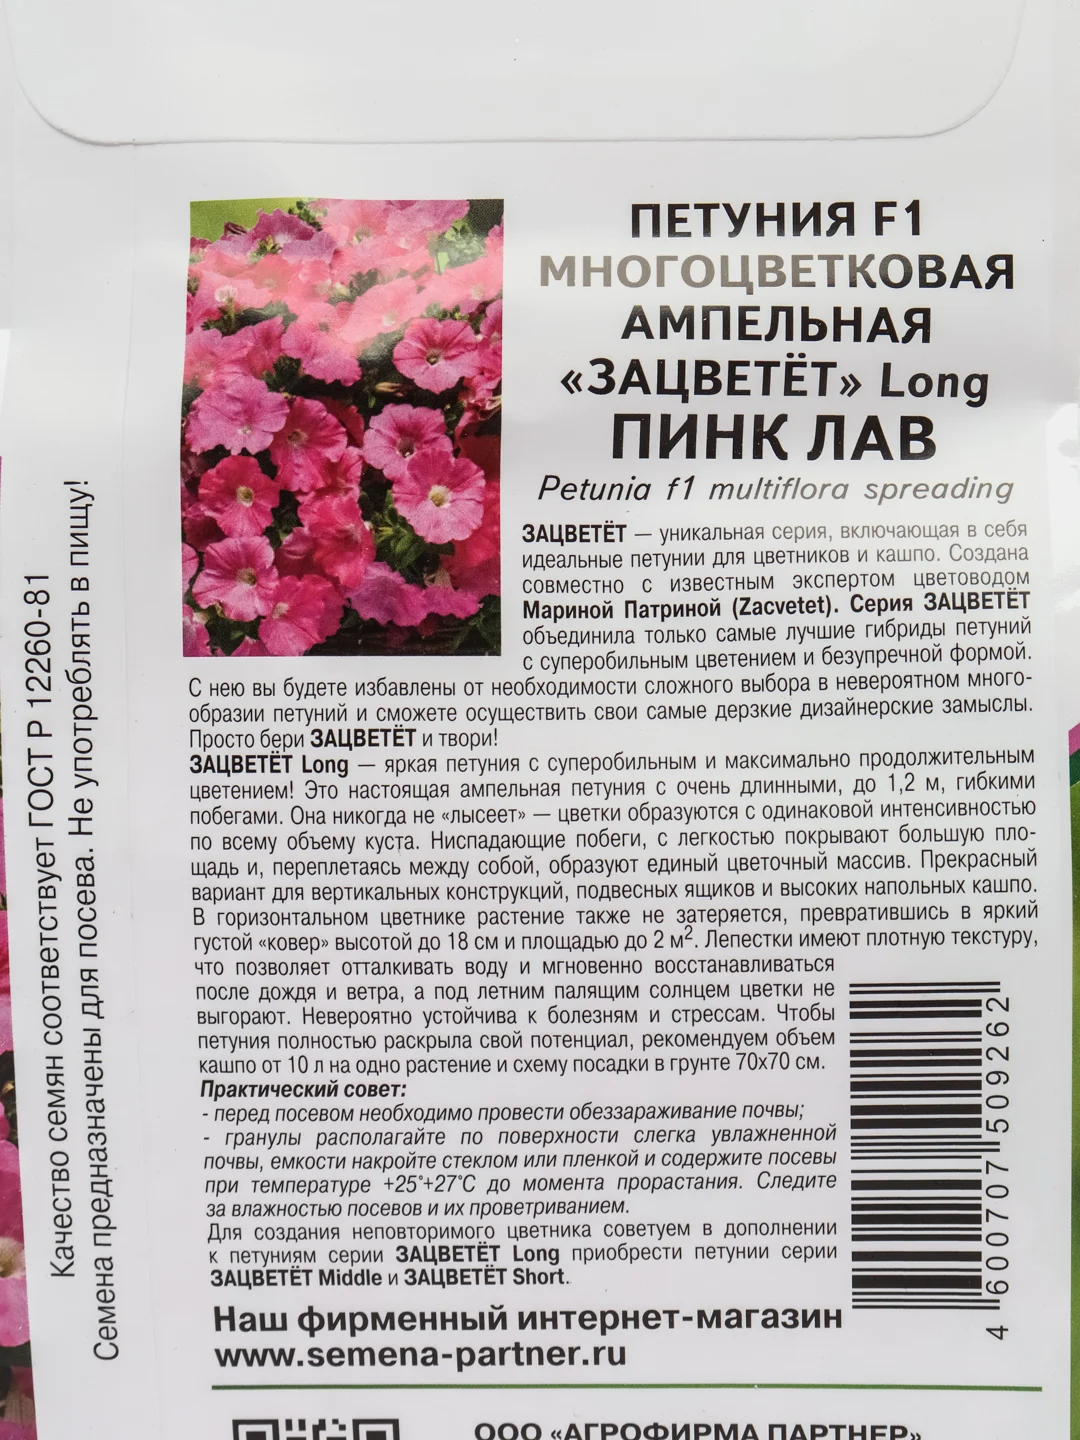 ПЕТУНИЯ F1
МНОГОЦВЕТКОВАЯ
АМПЕЛЬНАЯ
«ЗАЦВЕТЁТ» Long
ПИНК ЛАВ
Petunia f1 multiflora spreading
ЗАЦВЕТЁТ — уникальная серия, включающая в себя
идеальные петунии для цветников и кашпо. Создана
совместно с известным экспертом цветоводом
Мариной Патриной (Zacvetet). Серия ЗАЦВЕТЁТ
объединила только самые лучшие гибриды петуний
с суперобильным цветением и безупречной формой.
С нею вы будете избавлены от необходимости сложного выбора в невероятном много-
образии петуний и сможете осуществить свои самые дерзкие дизайнерские замыслы.
Просто бери ЗАЦВЕТЁТ и твори!
ЗАЦВЕТЁТ Long — яркая петуния с суперобильным и максимально продолжительным
цветением! Это настоящая ампельная петуния с очень длинными, до 1,2 м, гибкими
побегами. Она никогда не «лысеет» — цветки образуются с одинаковой интенсивностью
по всему объему куста. Ниспадающие побеги, с легкостью покрывают большую пло-
щадь и, переплетаясь между собой, образуют единый цветочный массив. Прекрасный
вариант для вертикальных конструкций, подвесных ящиков и высоких напольных кашпо.
В горизонтальном цветнике растение также не затеряется, превратившись в яркий
густой «ковер» высотой до 18 см и площадью до 2 м². Лепестки имеют плотную текстуру,
что позволяет отталкивать воду и мгновенно восстанавливаться
после дождя и ветра, а под летним палящим солнцем цветки не
выгорают. Невероятно устойчива к болезням и стрессам. Чтобы
петуния полностью раскрыла свой потенциал, рекомендуем объем
кашпо от 10 л на одно растение и схему посадки в грунте 70х70 см.
Практический совет:
- перед посевом необходимо провести обеззараживание почвы;
- гранулы располагайте по поверхности слегка увлажненной
почвы, емкости накройте стеклом или пленкой и содержите посевы
при температуре +25°+27°С до момента прорастания. Следите
за влажностью посевов и их проветриванием.
Для создания неповторимого цветника советуем в дополнении
к петуниям серии ЗАЦВЕТЁТ Long приобрести петунии серии
ЗАЦВЕТЁТ Middle и ЗАЦВЕТЁТ Short.
Наш фирменный интернет-магазин
www.semena-partner.ru
ООО «АГРОФИРМА ПАРТНЕР»
4 600707 509262
Качество семян соответствует ГОСТ Р 12260-81
Семена предназначены для посева. Не употреблять в пищу!